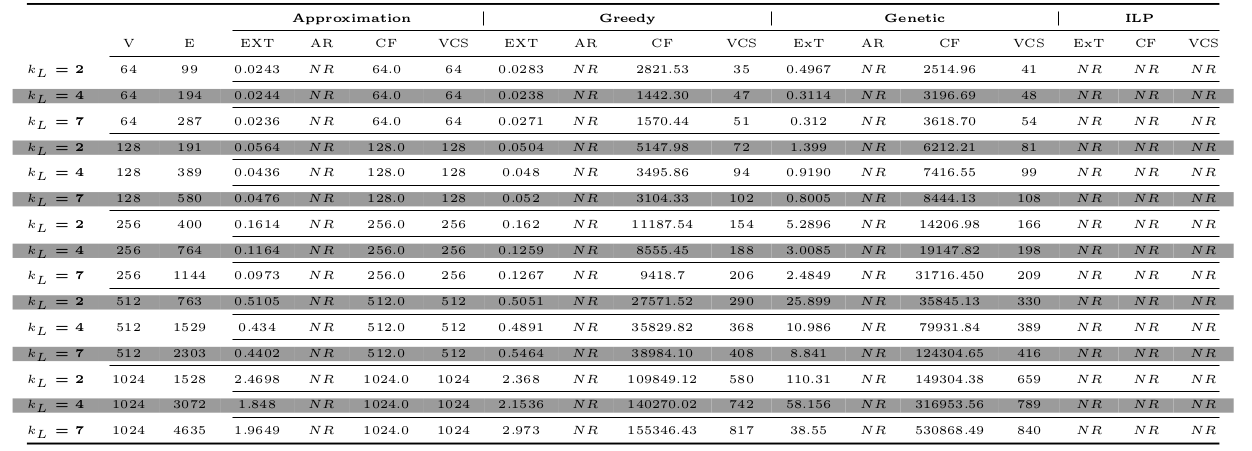 Approximation Greedy Genetic ILP
V E EXT AR CF VCS EXT AR CF VCS ExT AR CF VCS ExT CF VCS
k_L = 2 64 99 0.0243 NR 64.0 64 0.0283 NR 2821.53 35 0.4967 NR 2514.96 41 NR NR NR
k_L = 4 64 194 0.0244 NR 64.0 64 0.0238 NR 1442.30 47 0.3114 NR 3196.69 48 NR NR NR
k_L = 7 64 287 0.0236 NR 64.0 64 0.0271 NR 1570.44 51 0.312 NR 3618.70 54 NR NR NR
k_L = 2 128 191 0.0564 NR 128.0 128 0.0504 NR 5147.98 72 1.399 NR 6212.21 81 NR NR NR
k_L = 4 128 389 0.0436 NR 128.0 128 0.048 NR 3495.86 94 0.9190 NR 7416.55 99 NR NR NR
k_L = 7 128 580 0.0476 NR 128.0 128 0.052 NR 3104.33 102 0.8005 NR 8444.13 108 NR NR NR
k_L = 2 256 400 0.1614 NR 256.0 256 0.162 NR 11187.54 154 5.2896 NR 14206.98 166 NR NR NR
k_L = 4 256 764 0.1164 NR 256.0 256 0.1259 NR 8555.45 188 3.0085 NR 19147.82 198 NR NR NR
k_L = 7 256 1144 0.0973 NR 256.0 256 0.1267 NR 9418.7 206 2.4849 NR 31716.450 209 NR NR NR
k_L = 2 512 763 0.5105 NR 512.0 512 0.5051 NR 27571.52 290 25.899 NR 35845.13 330 NR NR NR
k_L = 4 512 1529 0.434 NR 512.0 512 0.4891 NR 35829.82 368 10.986 NR 79931.84 389 NR NR NR
k_L = 7 512 2303 0.4402 NR 512.0 512 0.5464 NR 38984.10 408 8.841 NR 124304.65 416 NR NR NR
k_L = 2 1024 1528 2.4698 NR 1024.0 1024 2.368 NR 109849.12 580 110.31 NR 149304.38 659 NR NR NR
k_L = 4 1024 3072 1.848 NR 1024.0 1024 2.1536 NR 140270.02 742 58.156 NR 316953.56 789 NR NR NR
k_L = 7 1024 4635 1.9649 NR 1024.0 1024 2.973 NR 155346.43 817 38.55 NR 530868.49 840 NR NR NR